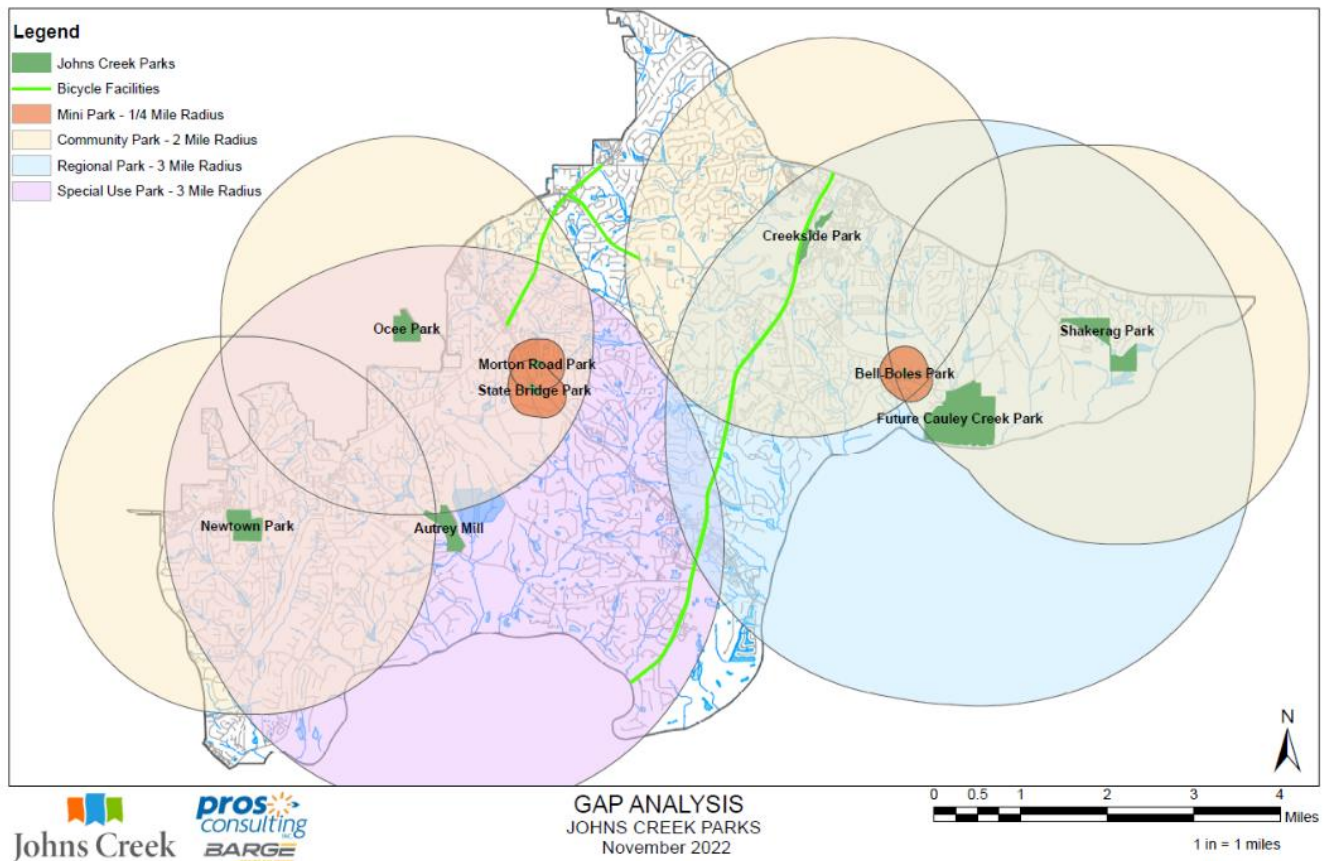 Legend
Johns Creek Parks
Bicycle Facilities
Mini Park - 1/4 Mile Radius
Community Park - 2 Mile Radius
Regional Park - 3 Mile Radius
Special Use Park - 3 Mile Radius
Creekside Park
Ocee Park
Shakerag Park
Morton Road Park
Bell-Boles Park
State Bridge Park
Future Cauley Creek Park
Newtown Park
Autrey Mill
N
Johns Creek
pros
consulting
INC.
BARGE
GAP ANALYSIS
JOHNS CREEK PARKS
November 2022
0 0.5 1 2 3 4
Miles
1 in = 1 miles